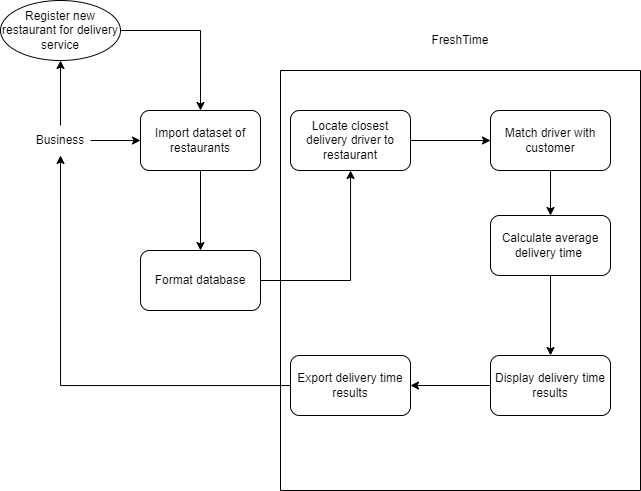 Register new
restaurant for delivery
service
FreshTime
Business
Import dataset of
restaurants
Locate closest
delivery driver to
restaurant
Match driver with
customer
Calculate average
delivery time
Format database
Export delivery time
results
Display delivery time
results